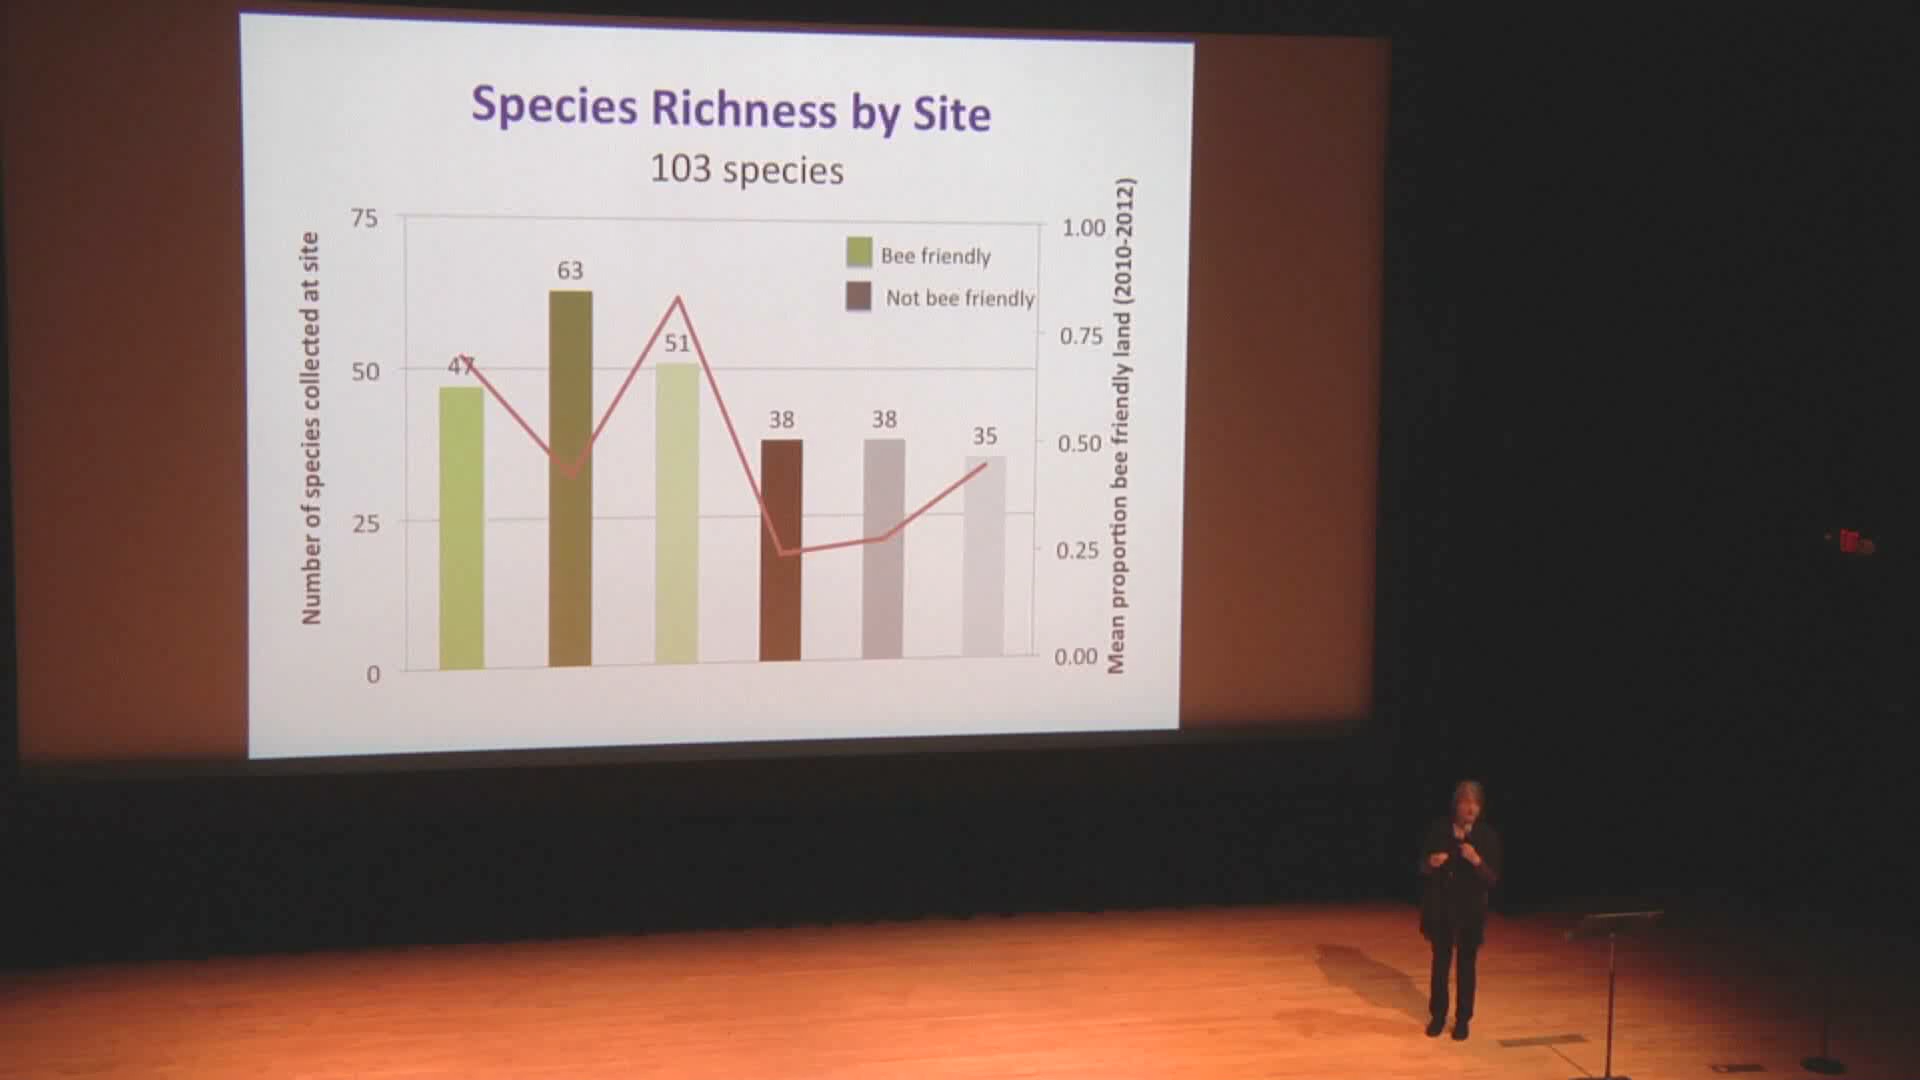 Species Richness by Site
103 species
Number of species collected at site
75
50
25
0
47
63
51
38
38
35
Bee friendly
Not bee friendly
1.00
0.75
0.50
0.25
0.00
Mean proportion bee friendly land (2010-2012)